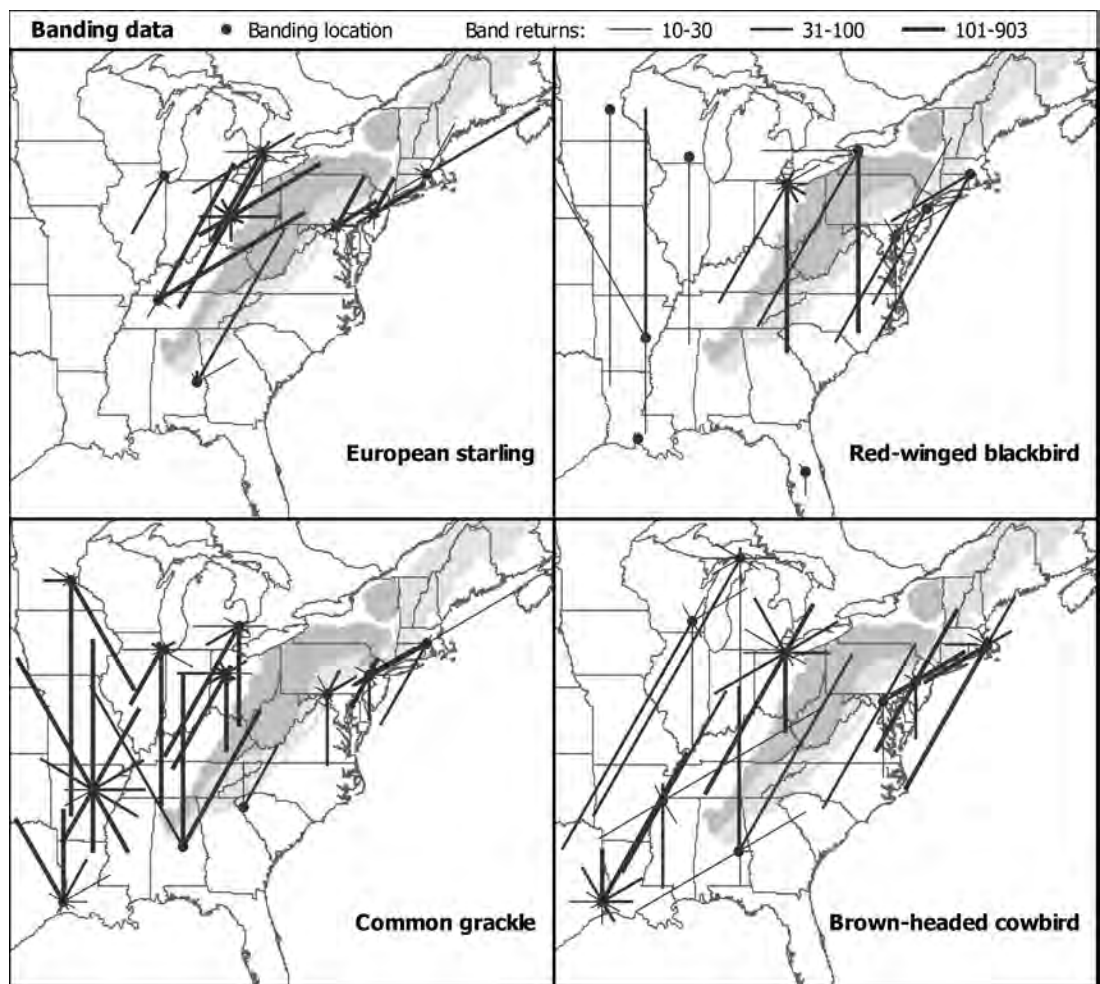 Banding data Banding location Band returns: 10-30 31-100 101-903
European starling
Red-winged blackbird
Common grackle
Brown-headed cowbird